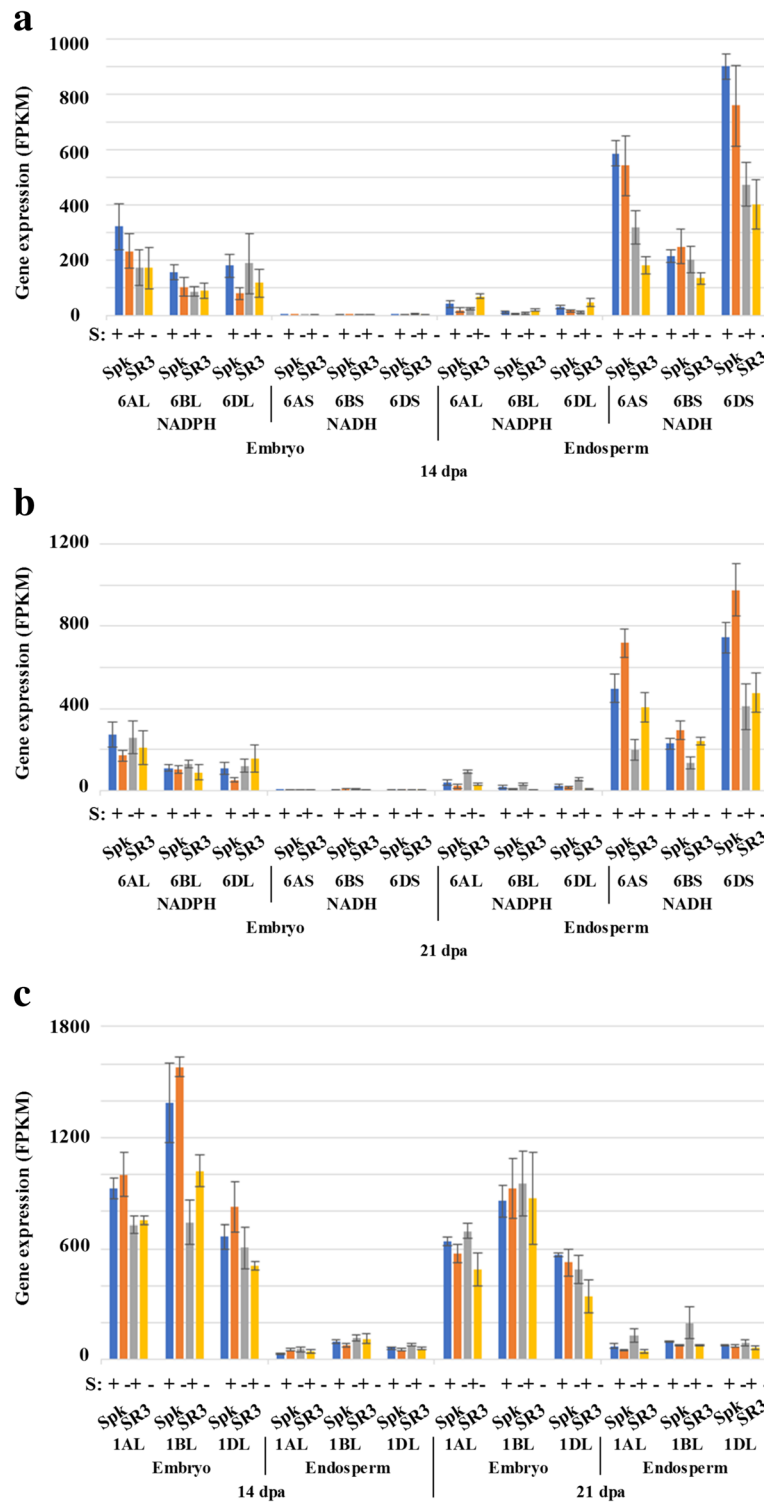 a
Gene expression (FPKM)
1000
800
600
400
200
0
S: + - + - + - + - + - + - + - + - + - + - + - + - + - + - + - + - + - + - + - + - + - + - + - + -
Spk SR3 Spk SR3 Spk SR3 Spk SR3 Spk SR3 Spk SR3 Spk SR3 Spk SR3 Spk SR3 Spk SR3 Spk SR3 Spk SR3
6AL 6BL 6DL 6AS 6BS 6DS 6AL 6BL 6DL 6AS 6BS 6DS
NADPH NADH NADPH NADH
Embryo Endosperm
14 dpa
b
Gene expression (FPKM)
1200
800
400
0
S: + - + - + - + - + - + - + - + - + - + - + - + - + - + - + - + - + - + - + - + - + - + - + - + -
Spk SR3 Spk SR3 Spk SR3 Spk SR3 Spk SR3 Spk SR3 Spk SR3 Spk SR3 Spk SR3 Spk SR3 Spk SR3 Spk SR3
6AL 6BL 6DL 6AS 6BS 6DS 6AL 6BL 6DL 6AS 6BS 6DS
NADPH NADH NADPH NADH
Embryo Endosperm
21 dpa
c
Gene expression (FPKM)
1800
1200
600
0
S: + - + - + - + - + - + - + - + - + - + - + - + - + - + - + - + - + - + - + - + - + - + - + - + -
Spk SR3 Spk SR3 Spk SR3 Spk SR3 Spk SR3 Spk SR3 Spk SR3 Spk SR3 Spk SR3 Spk SR3 Spk SR3 Spk SR3
1AL 1BL 1DL 1AL 1BL 1DL 1AL 1BL 1DL 1AL 1BL 1DL
Embryo Endosperm Embryo Endosperm
14 dpa 21 dpa